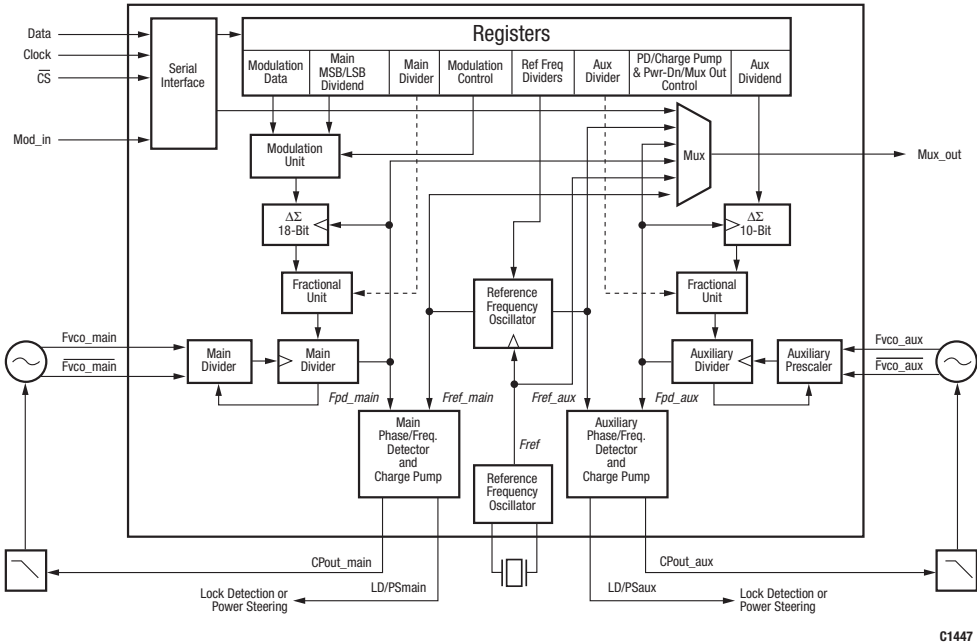 Registers
Modulation
Data
Main
MSB/LSB
Dividend
Main
Divider
Modulation
Control
Ref Freq
Dividers
Aux
Divider
PD/Charge Pump
& Pwr-Dn/Mux Out
Control
Aux
Dividend
Data
Clock
CS
Mod_in
Serial
Interface
Modulation
Unit
Mux
Mux_out
ΔΣ
18-Bit
ΔΣ
10-Bit
Fractional
Unit
Reference
Frequency
Oscillator
Fractional
Unit
Fvco_main
Fvco_main
Main
Divider
Main
Divider
Auxiliary
Divider
Auxiliary
Prescaler
Fvco_aux
Fvco_aux
Fpd_main
Fref_main
Fref_aux
Fpd_aux
Main
Phase/Freq.
Detector
and
Charge Pump
Fref
Auxiliary
Phase/Freq.
Detector
and
Charge Pump
Reference
Frequency
Oscillator
CPout_main
CPout_aux
LD/PSmain
LD/PSaux
Lock Detection or
Power Steering
Lock Detection or
Power Steering
C1447